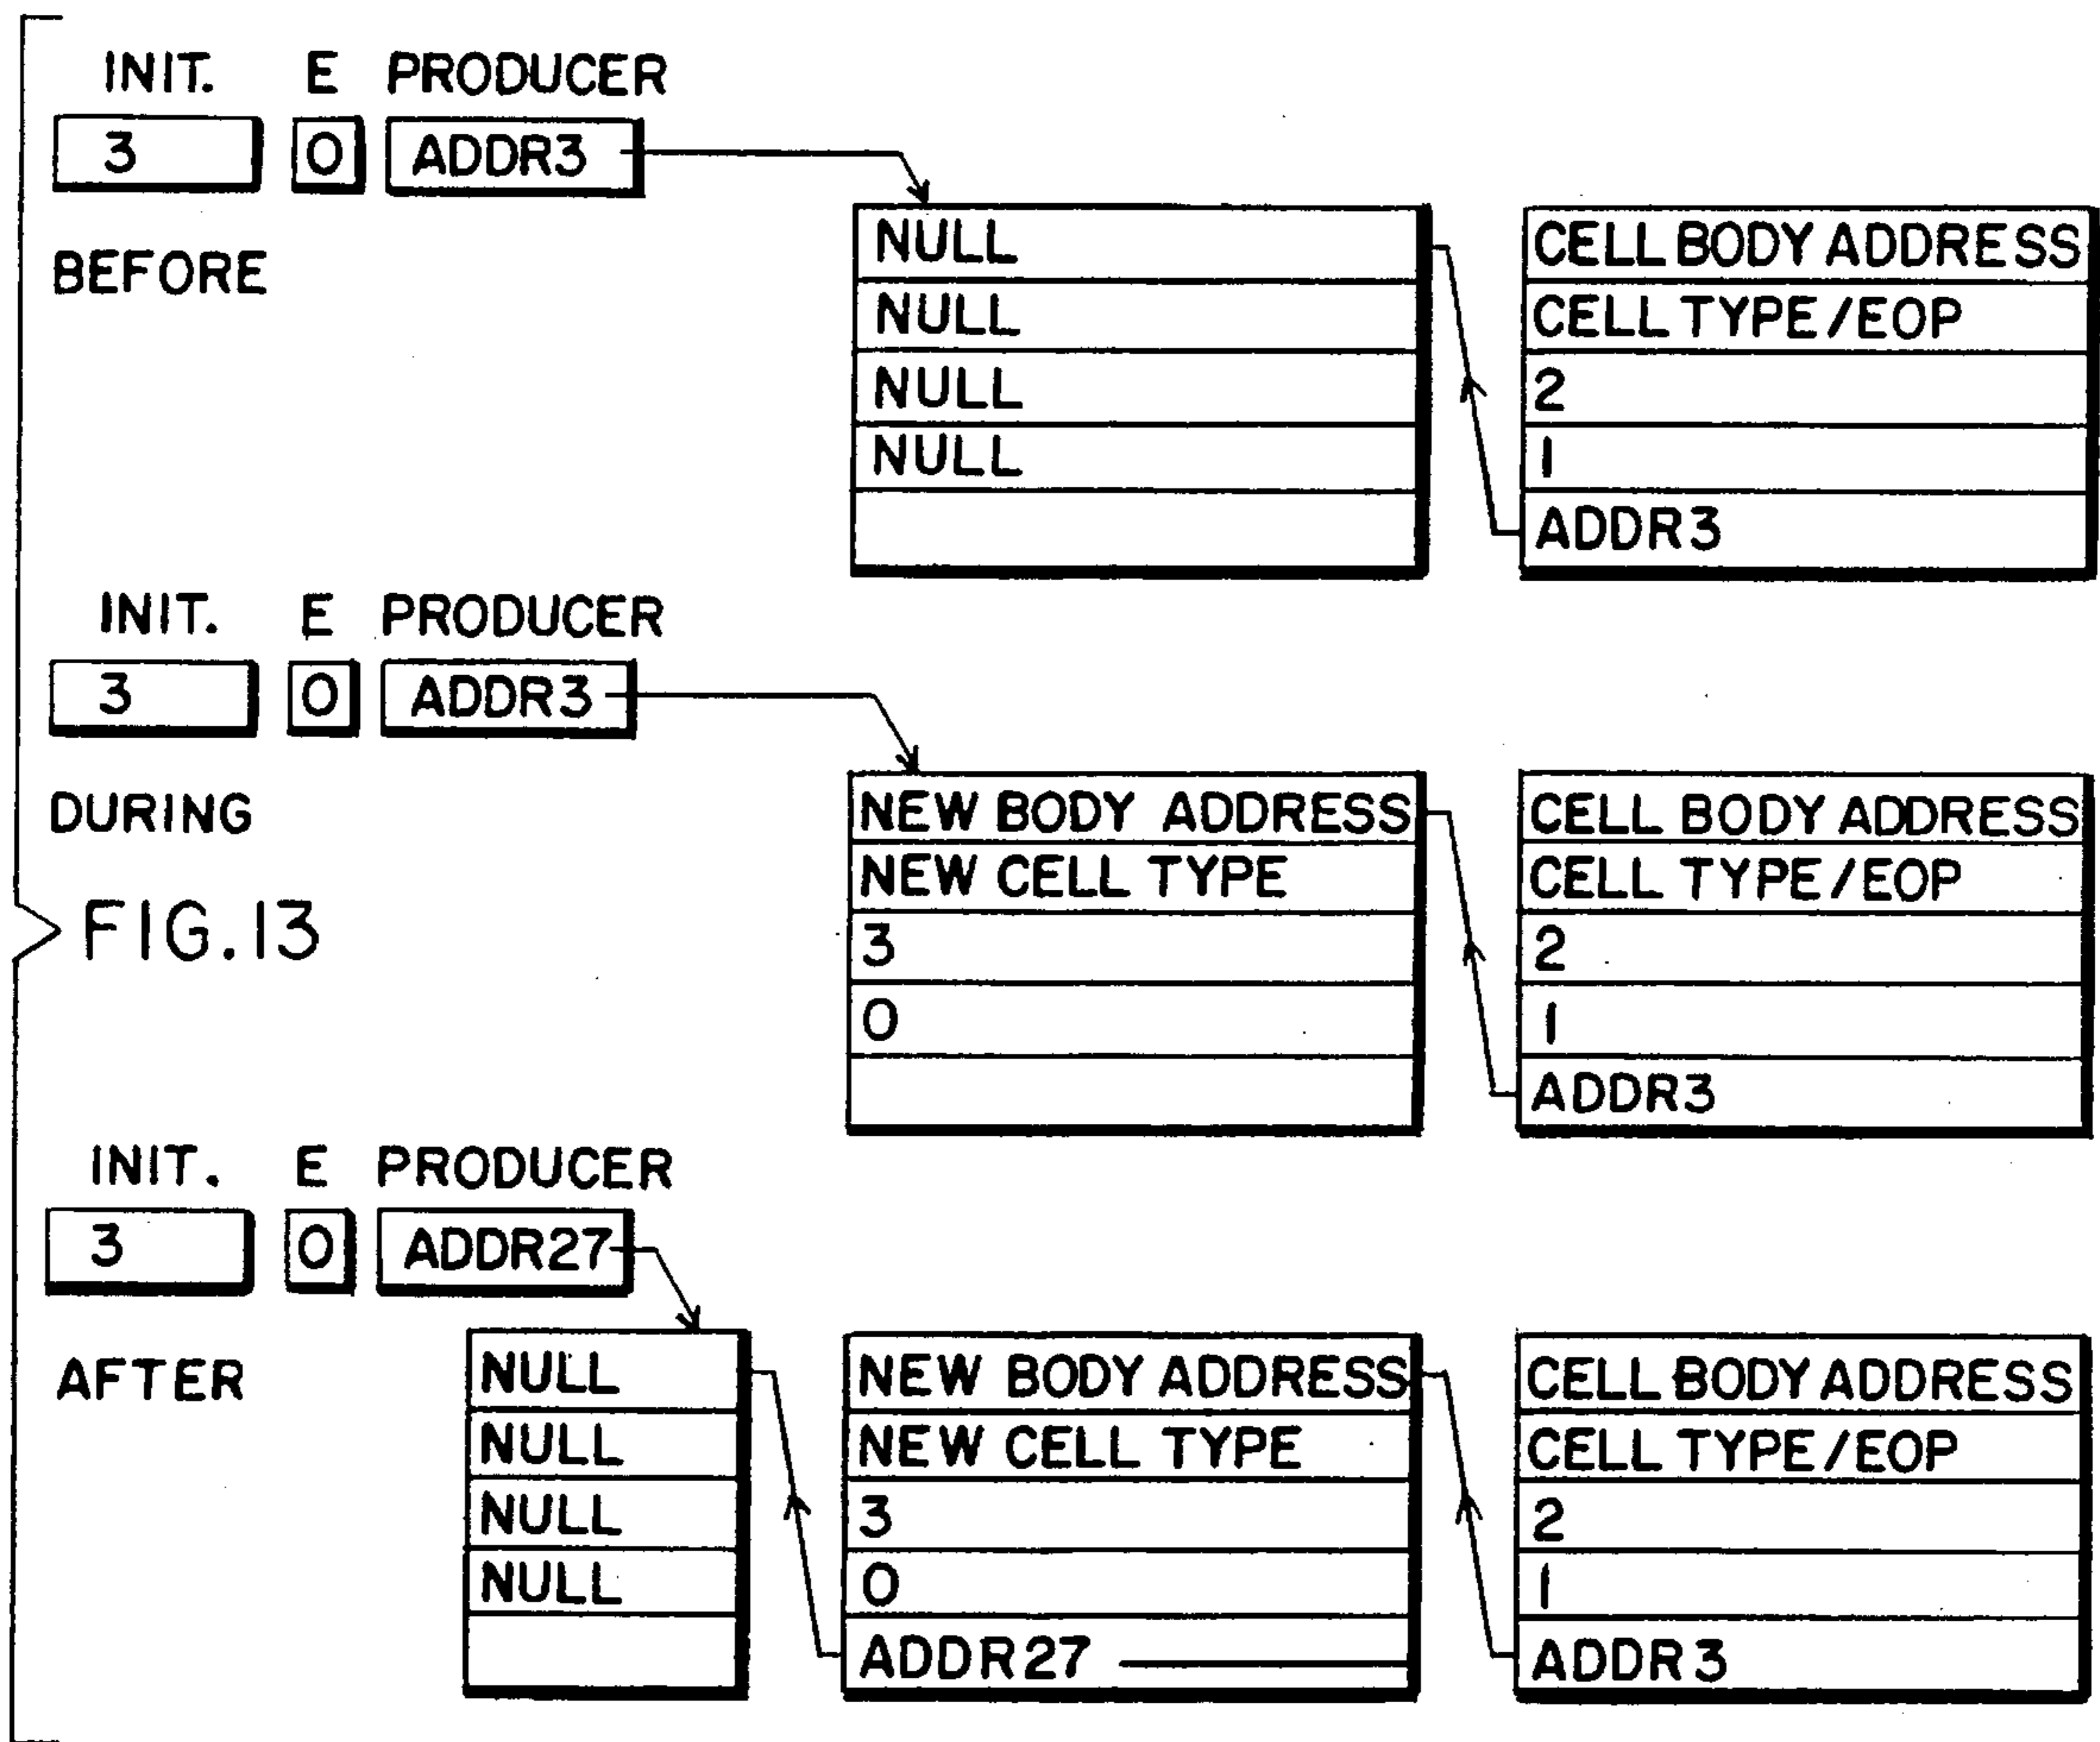 INIT. E PRODUCER
3 0 ADDR3
BEFORE
NULL
NULL
NULL
NULL
CELL BODY ADDRESS
CELL TYPE/EOP
2
1
ADDR3
INIT. E PRODUCER
3 0 ADDR3
DURING
FIG.13
NEW BODY ADDRESS
NEW CELL TYPE
3
0
CELL BODY ADDRESS
CELL TYPE/EOP
2
1
ADDR3
INIT. E PRODUCER
3 0 ADDR27
AFTER
NULL
NULL
NULL
NULL
NEW BODY ADDRESS
NEW CELL TYPE
3
0
ADDR27
CELL BODY ADDRESS
CELL TYPE/EOP
2
1
ADDR3